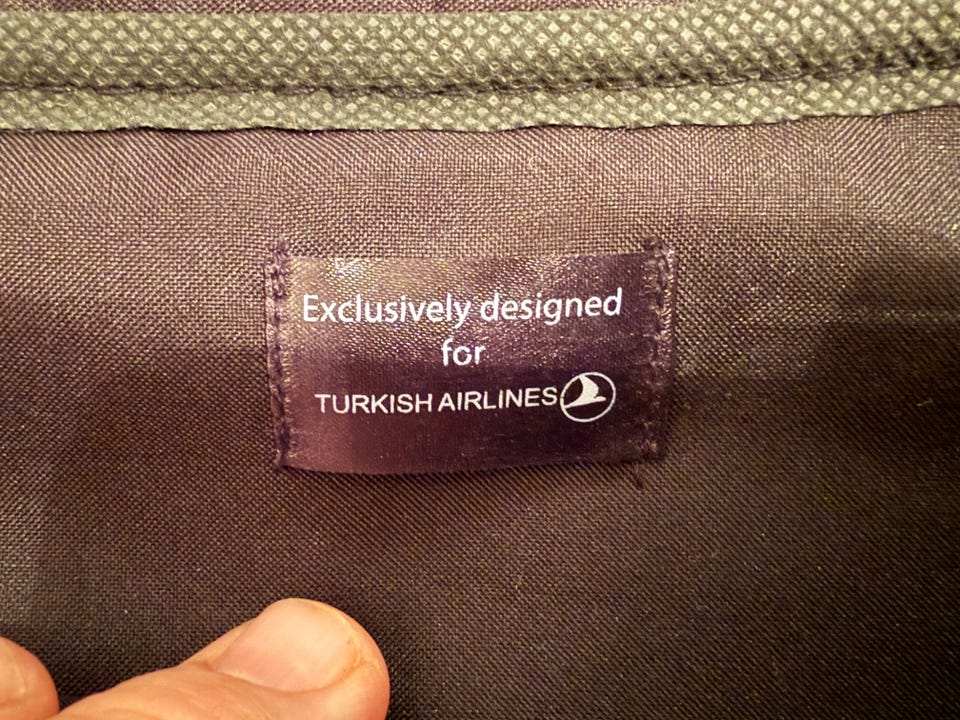 Exclusively designed
for
TURKISH AIRLINES